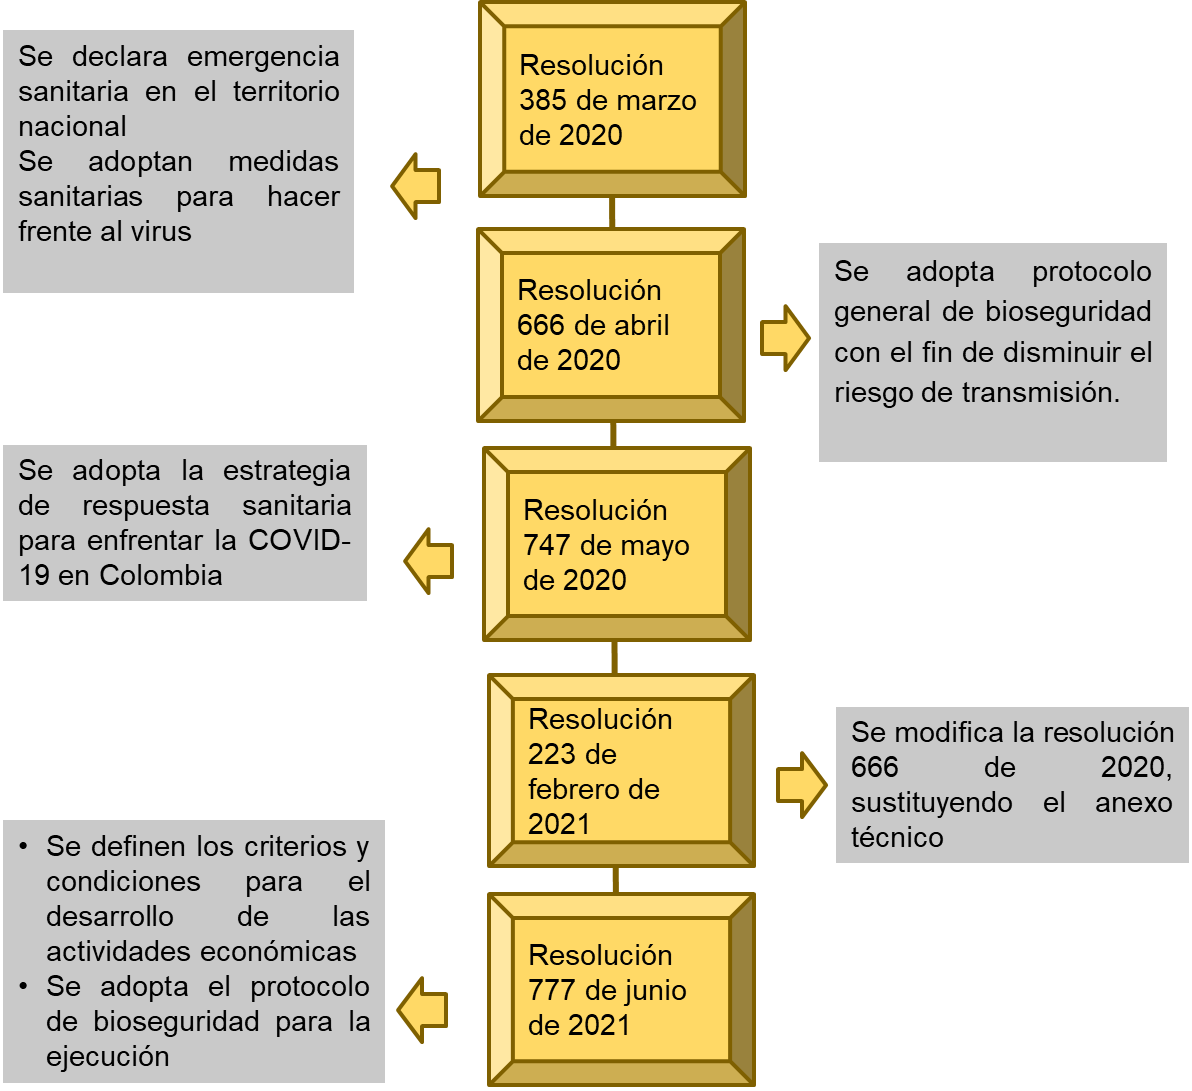 Resolución
385 de marzo
de 2020
Se declara emergencia
sanitaria en el territorio
nacional
Se adoptan medidas
sanitarias para hacer
frente al virus
Resolución
666 de abril
de 2020
Se adopta protocolo
general de bioseguridad
con el fin de disminuir el
riesgo de transmisión.
Resolución
747 de mayo
de 2020
Se adopta la estrategia
de respuesta sanitaria
para enfrentar la COVID-
19 en Colombia
Resolución
223 de
febrero de
2021
Se modifica la resolución
666 de 2020,
sustituyendo el anexo
técnico
Resolución
777 de junio
de 2021
• Se definen los criterios y
condiciones para el
desarrollo de las
actividades económicas
• Se adopta el protocolo
de bioseguridad para la
ejecución